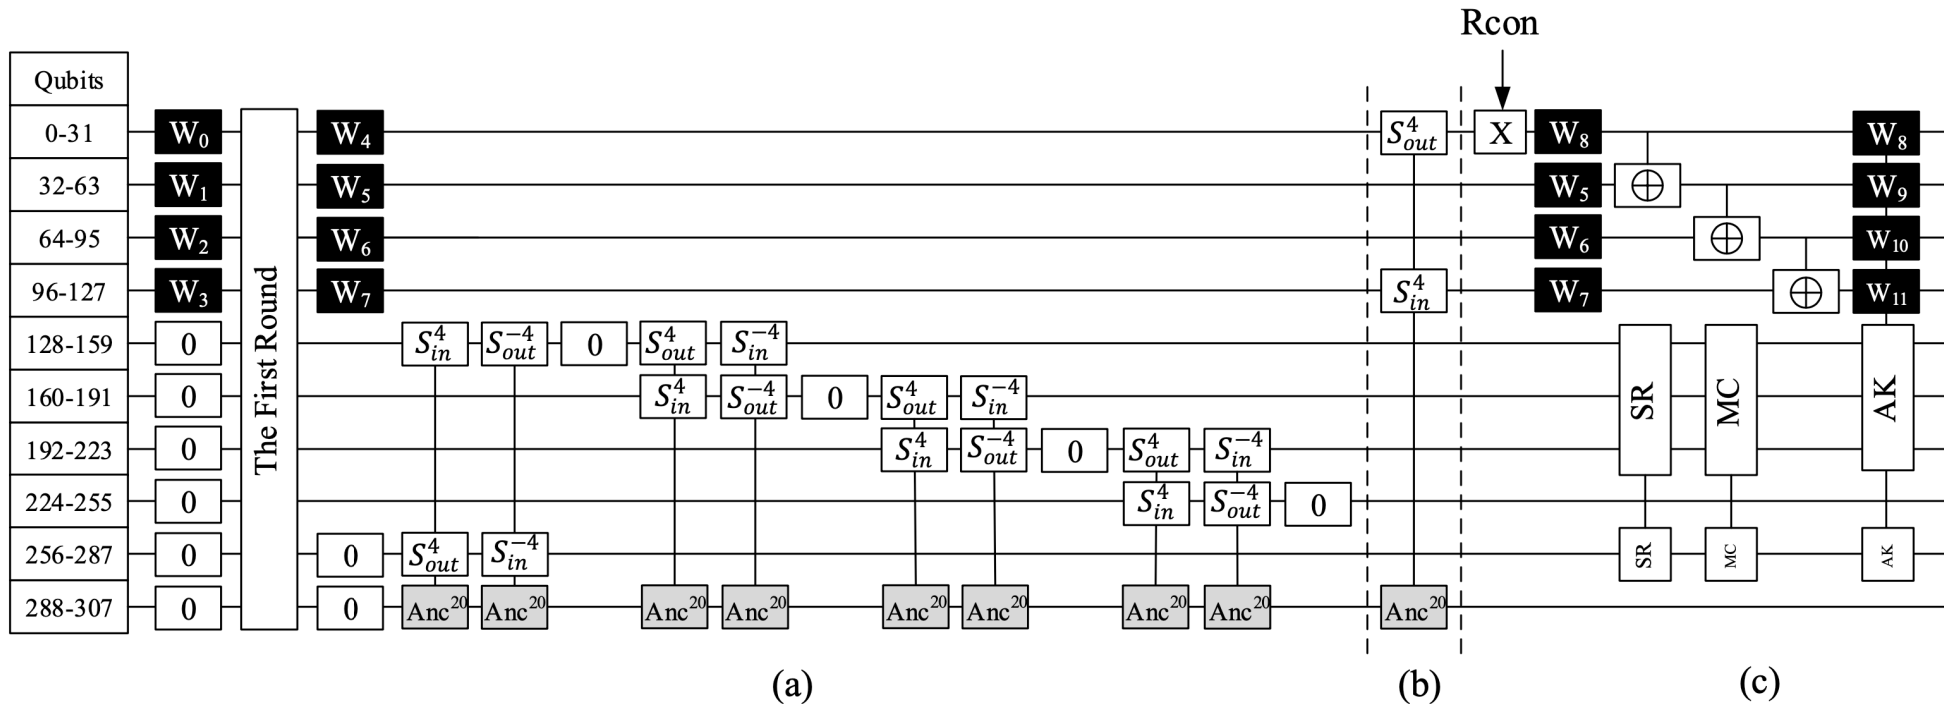 Rcon
Qubits
0-31 W₀ W₄ S⁴out X W₈ W₈
32-63 W₁ W₅ W₅ ⊕ W₉
64-95 W₂ W₆ W₆ ⊕ W₁₀
96-127 W₃ W₇ S⁴in W₇ ⊕ W₁₁
The First Round
128-159 0 S⁴in S⁻⁴out 0 S⁴out S⁻⁴in
160-191 0 S⁴in S⁻⁴out 0 S⁴out S⁻⁴in SR MC AK
192-223 0 S⁴in S⁻⁴out 0 S⁴out S⁻⁴in
224-255 0 S⁴in S⁻⁴out 0
256-287 0 0 S⁴out S⁻⁴in SR MC AK
288-307 0 0 Anc²⁰ Anc²⁰ Anc²⁰ Anc²⁰ Anc²⁰ Anc²⁰ Anc²⁰ Anc²⁰ Anc²⁰
(a) (b) (c)